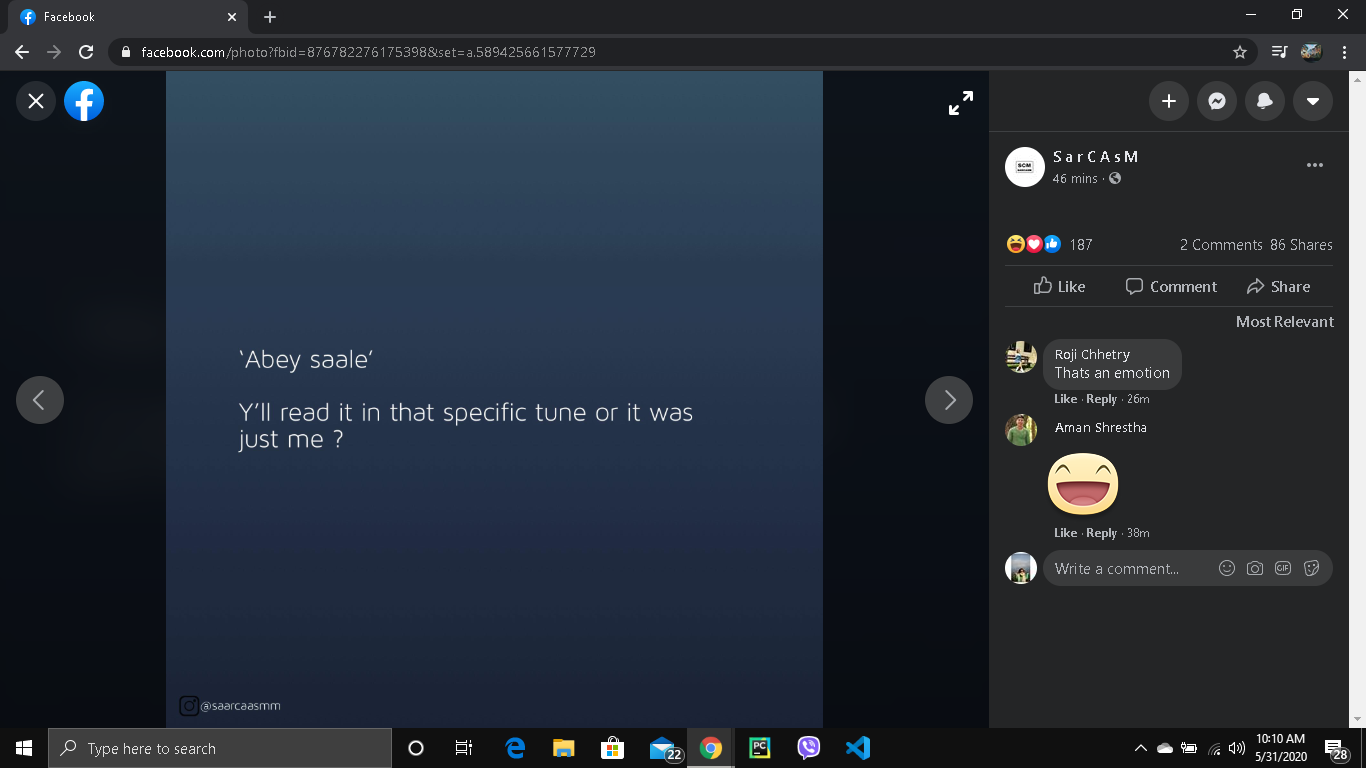 Facebook
facebook.com/photo?fbid=876782276175398&set=a.589425661577729
'Abey saale'
Y'll read it in that specific tune or it was
just me ?
@saarcaasmm
SCM
S a r C A s M
46 mins ·
187
2 Comments 86 Shares
Like Comment Share
Most Relevant
Roji Chhetry
Thats an emotion
Like · Reply · 26m
Aman Shrestha
Like · Reply · 38m
Write a comment...
GIF
Type here to search
22
PC
10:10 AM
5/31/2020
28